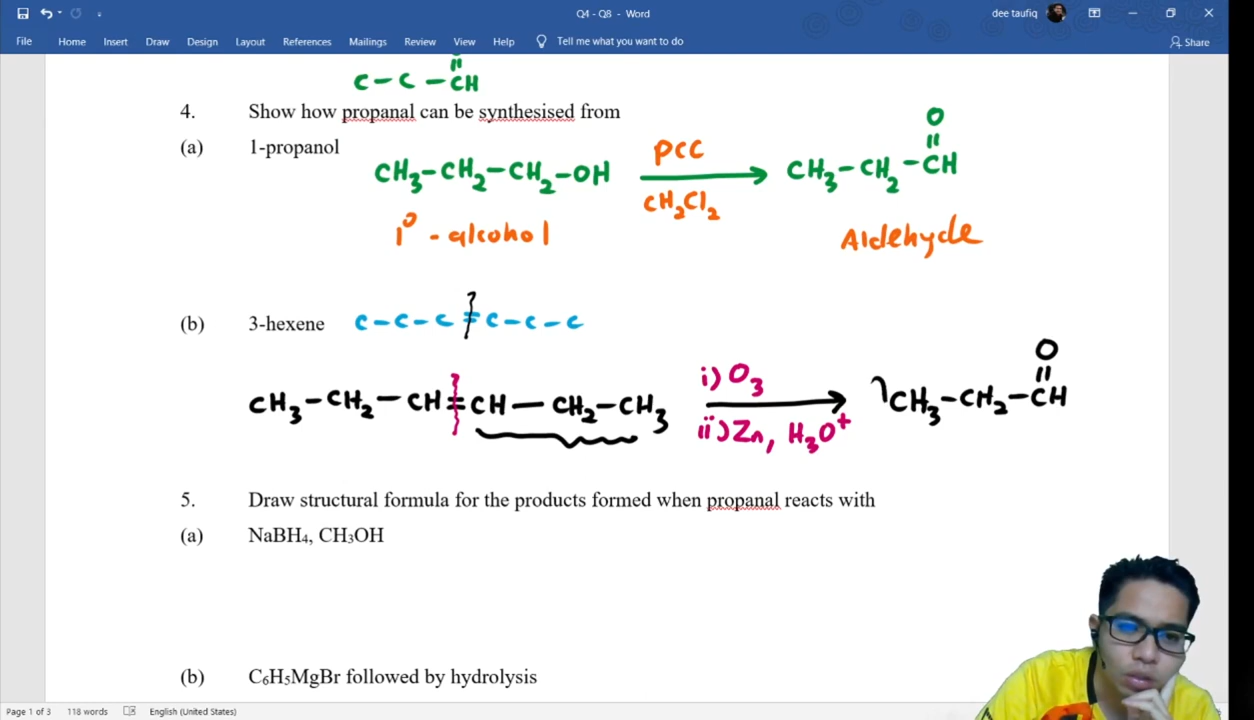 Q4 - Q8 - Word
dee taufiq
File Home Insert Draw Design Layout References Mailings Review View Help Tell me what you want to do
Share
C-C-CH
4. Show how propanal can be synthesised from
(a) 1-propanol
O
CH3-CH2-CH2-OH PCC CH3-CH2-CH
CH2Cl2
1° - alcohol Aldehyde
(b) 3-hexene C-C-C=C-C-C
O
CH3-CH2-CH=CH-CH2-CH3 i) O3 CH3-CH2-CH
ii) Zn, H3O+
5. Draw structural formula for the products formed when propanal reacts with
(a) NaBH4, CH3OH
(b) C6H5MgBr followed by hydrolysis
Page 1 of 3 118 words English (United States)